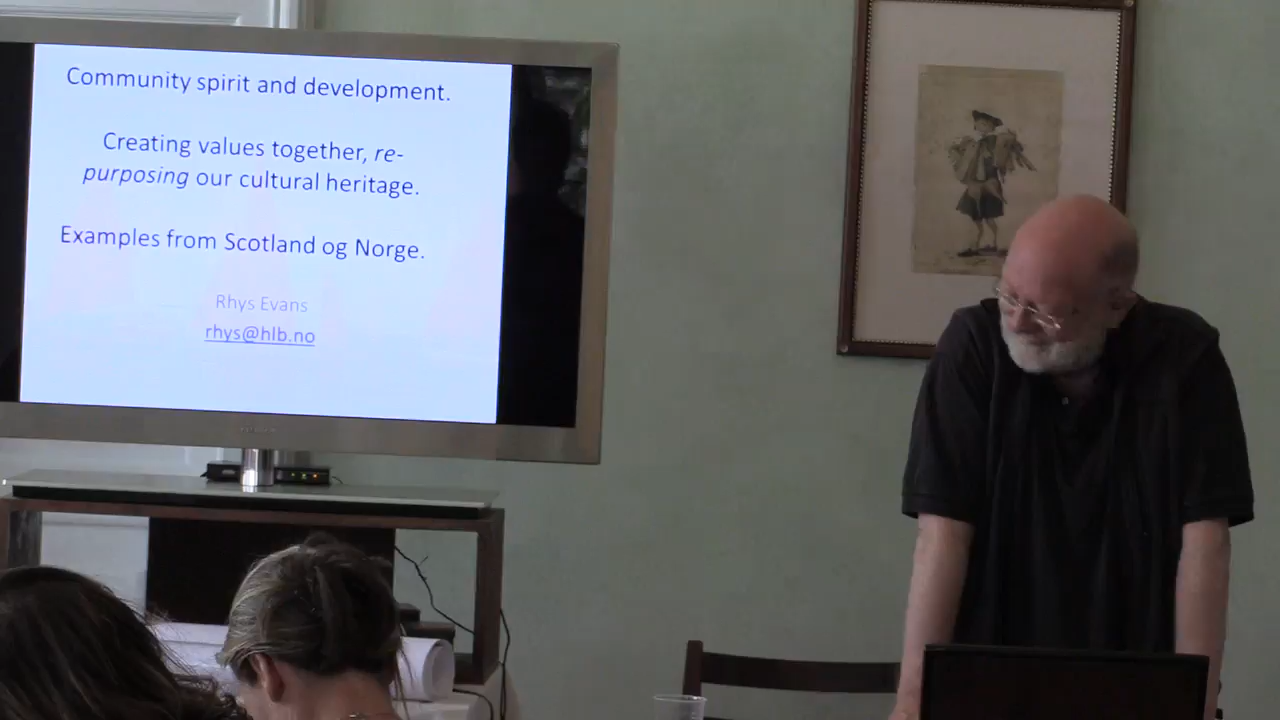 Community spirit and development.
Creating values together, re-
purposing our cultural heritage.
Examples from Scotland og Norge.
Rhys Evans
rhys@hlb.no